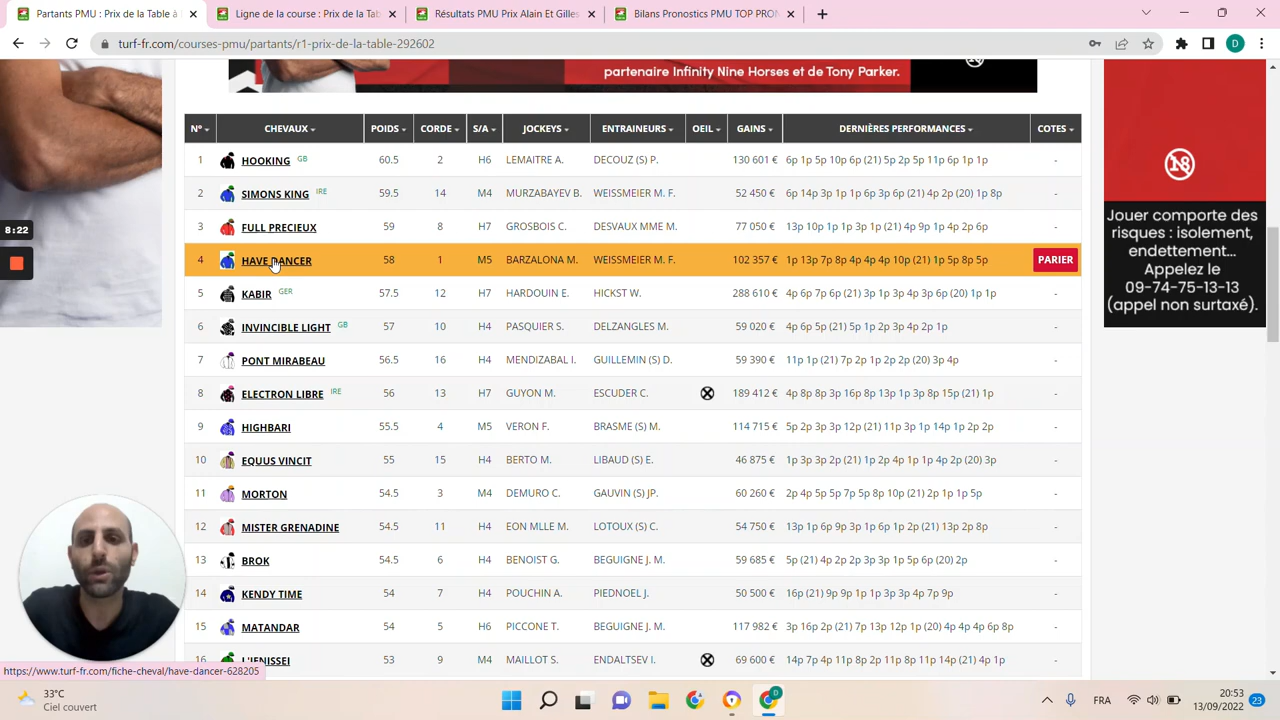 Partants PMU : Prix de la Table à
Ligne de la course : Prix de la Tab
Résultats PMU Prix Alain Et Gilles
Bilans Pronostics PMU TOP PRON
turf-fr.com/courses-pmu/partants/r1-prix-de-la-table-292602
D
partenaire Infinity Nine Horses et de Tony Parker.
Nº CHEVAUX POIDS CORDE S/A JOCKEYS ENTRAINEURS OEIL GAINS DERNIÈRES PERFORMANCES COTES
1 HOOKING GB 60.5 2 H6 LEMAITRE A. DECOUZ (S) P. 130 601 € 6p 1p 5p 10p 6p (21) 5p 2p 5p 11p 6p 1p 1p -
2 SIMONS KING IRE 59.5 14 M4 MURZABAYEV B. WEISSMEIER M. F. 52 450 € 6p 14p 3p 1p 1p 6p 3p 6p (21) 4p 2p (20) 1p 8p -
3 FULL PRECIEUX 59 8 H7 GROSBOIS C. DESVAUX MME M. 77 050 € 13p 10p 1p 1p 3p 1p (21) 4p 9p 1p 4p 2p 6p -
4 HAVE DANCER 58 1 M5 BARZALONA M. WEISSMEIER M. F. 102 357 € 1p 13p 7p 8p 4p 4p 4p 10p (21) 1p 5p 8p 5p PARIER
5 KABIR GER 57.5 12 H7 HARDOUIN E. HICKST W. 288 610 € 4p 6p 7p 6p (21) 3p 1p 3p 4p 3p 6p (20) 1p 1p -
6 INVINCIBLE LIGHT GB 57 10 H4 PASQUIER S. DELZANGLES M. 59 020 € 4p 6p 5p (21) 5p 1p 2p 3p 4p 2p 1p -
7 PONT MIRABEAU 56.5 16 H4 MENDIZABAL I. GUILLEMIN (S) D. 59 390 € 11p 1p (21) 7p 2p 1p 2p 2p (20) 3p 4p -
8 ELECTRON LIBRE IRE 56 13 H7 GUYON M. ESCUDER C. 189 412 € 4p 8p 8p 3p 16p 8p 13p 1p 3p 8p 15p (21) 1p -
9 HIGHBARI 55.5 4 M5 VERON F. BRASME (S) M. 114 715 € 5p 2p 3p 3p 12p (21) 11p 3p 1p 14p 1p 2p 2p -
10 EQUUS VINCIT 55 15 H4 BERTO M. LIBAUD (S) E. 46 875 € 1p 3p 3p 2p (21) 1p 2p 4p 1p 1p 4p 2p (20) 3p -
11 MORTON 54.5 3 M4 DEMURO C. GAUVIN (S) JP. 60 260 € 2p 4p 5p 5p 7p 5p 8p 10p (21) 2p 1p 1p 5p -
12 MISTER GRENADINE 54.5 11 H4 EON MLLE M. LOTOUX (S) C. 54 750 € 13p 1p 6p 9p 3p 1p 6p 1p 2p (21) 13p 2p 8p -
13 BROK 54.5 6 H4 BENOIST G. BEGUIGNE J. M. 59 685 € 5p (21) 4p 2p 2p 3p 3p 1p 5p 6p (20) 2p -
14 KENDY TIME 54 7 H4 POUCHIN A. PIEDNOEL J. 50 500 € 16p (21) 9p 9p 1p 1p 3p 3p 4p 4p 9p -
15 MATANDAR 54 5 H6 PICCONE T. BEGUIGNE J. M. 117 982 € 3p 16p 2p (21) 7p 13p 12p 1p (20) 4p 4p 4p 6p 8p -
16 L'IENISSEI 53 9 M4 MAILLOT S. ENDALTSEV I. 69 600 € 14p 7p 4p 11p 8p 2p 11p 8p 11p 14p (21) 4p 1p -
18
Jouer comporte des
risques : isolement,
endettement...
Appelez le
09-74-75-13-13
(appel non surtaxé).
8:22
https://www.turf-fr.com/fiche-cheval/have-dancer-628205
33°C
Ciel couvert
D
FRA
20:53
13/09/2022
23